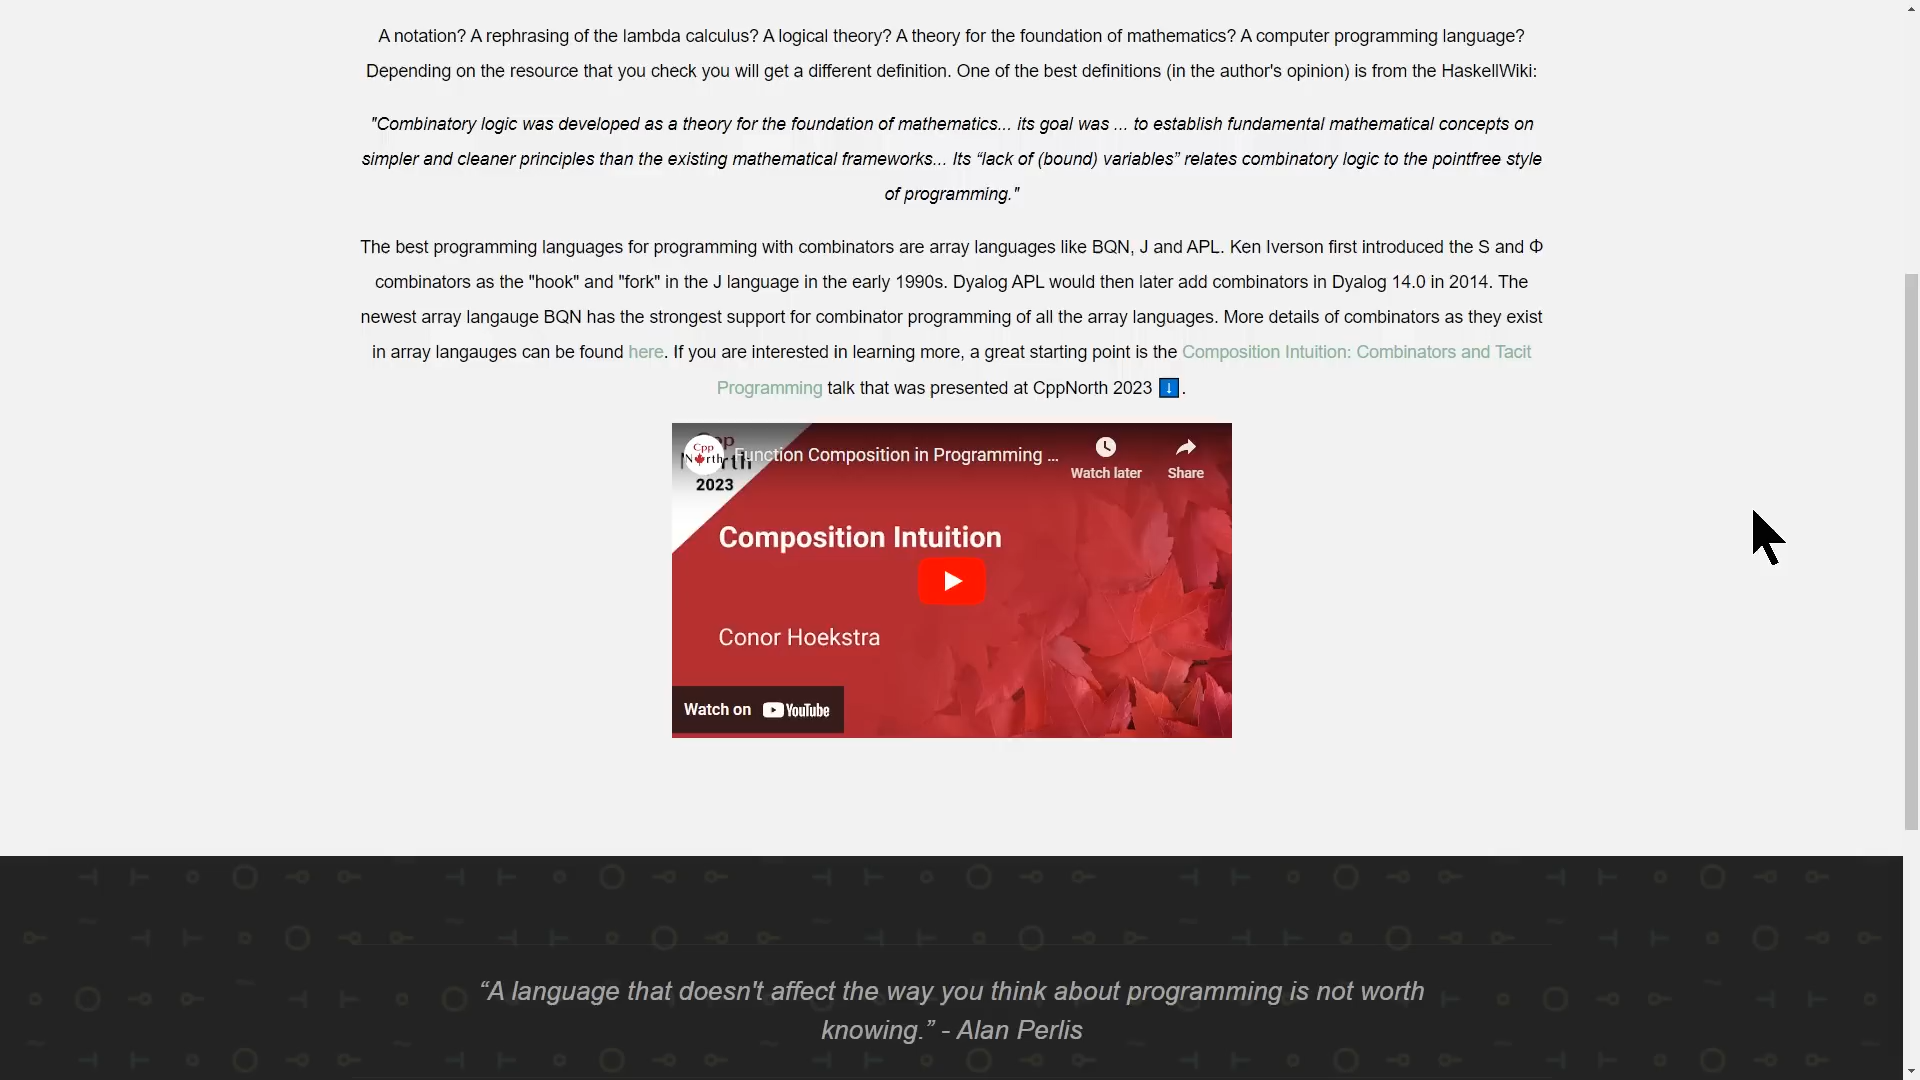 A notation? A rephrasing of the lambda calculus? A logical theory? A theory for the foundation of mathematics? A computer programming language?
Depending on the resource that you check you will get a different definition. One of the best definitions (in the author's opinion) is from the HaskellWiki:
"Combinatory logic was developed as a theory for the foundation of mathematics... its goal was ... to establish fundamental mathematical concepts on
simpler and cleaner principles than the existing mathematical frameworks... Its “lack of (bound) variables” relates combinatory logic to the pointfree style
of programming."
The best programming languages for programming with combinators are array languages like BQN, J and APL. Ken Iverson first introduced the S and Φ
combinators as the "hook" and "fork" in the J language in the early 1990s. Dyalog APL would then later add combinators in Dyalog 14.0 in 2014. The
newest array langauge BQN has the strongest support for combinator programming of all the array languages. More details of combinators as they exist
in array langauges can be found here. If you are interested in learning more, a great starting point is the Composition Intuition: Combinators and Tacit
Programming talk that was presented at CppNorth 2023 ⬇️.
Cpp
North
Function Composition in Programming ...
Watch later
Share
Cpp
North
2023
Composition Intuition
Conor Hoekstra
Watch on YouTube
“A language that doesn't affect the way you think about programming is not worth
knowing.” - Alan Perlis